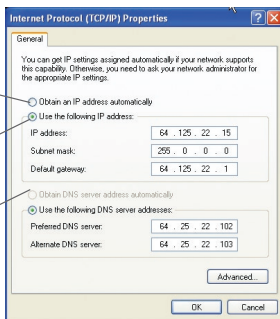 Internet Protocol (TCP/IP) Properties
General
You can get IP settings assigned automatically if your network supports
this capability. Otherwise, you need to ask your network administrator for
the appropriate IP settings.
Obtain an IP address automatically
Use the following IP address:
IP address: 64 . 125 . 22 . 15
Subnet mask: 255 . 0 . 0 . 0
Default gateway: 64 . 125 . 22 . 1
Obtain DNS server address automatically
Use the following DNS server addresses:
Preferred DNS server: 64 . 25 . 22 . 102
Alternate DNS server: 64 . 25 . 22 . 103
Advanced...
OK Cancel